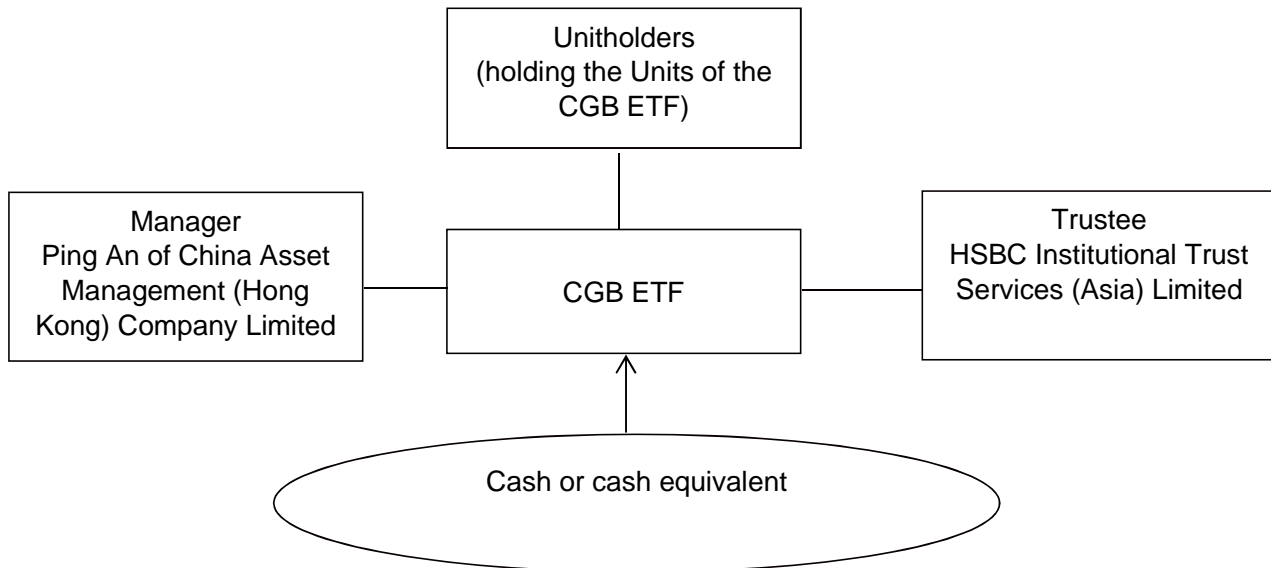 Unitholders
(holding the Units of the
CGB ETF)
Manager
Ping An of China Asset
Management (Hong
Kong) Company Limited
CGB ETF
Trustee
HSBC Institutional Trust
Services (Asia) Limited
Cash or cash equivalent